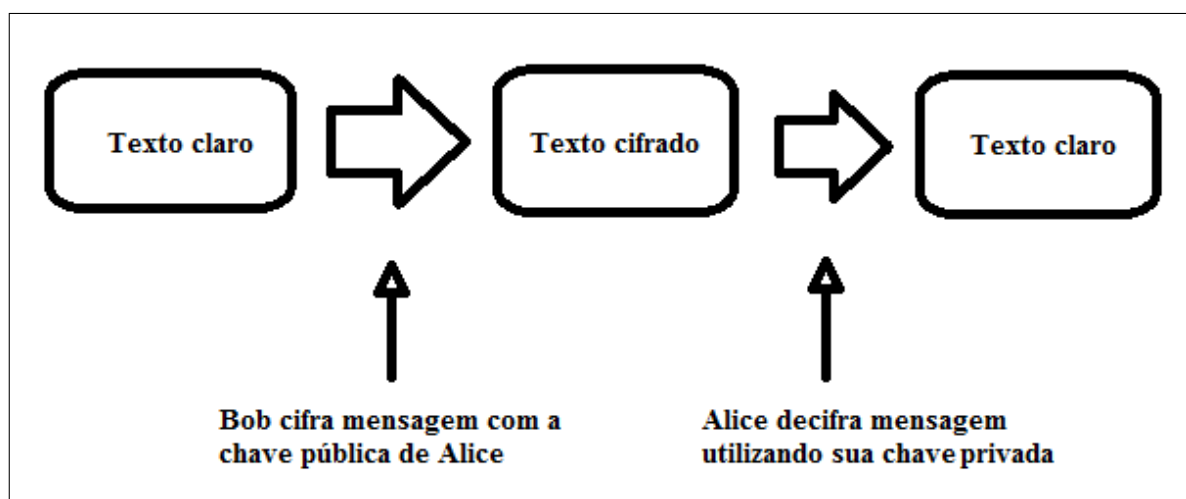 Texto claro
Texto cifrado
Texto claro
Bob cifra mensagem com a
chave pública de Alice
Alice decifra mensagem
utilizando sua chave privada